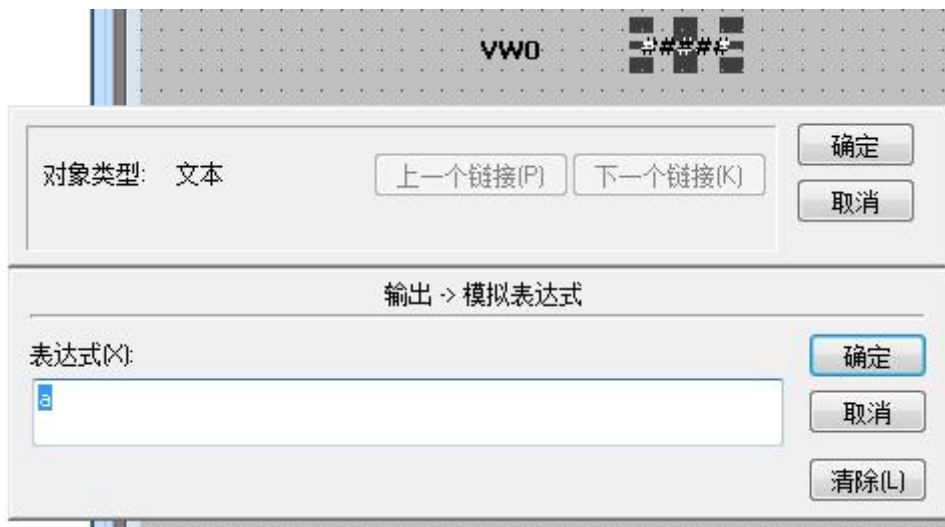 VW0 #####
对象类型: 文本 上一个链接(P) 下一个链接(K) 确定
取消
输出 -> 模拟表达式
表达式(X): 确定
a 取消
清除(L)